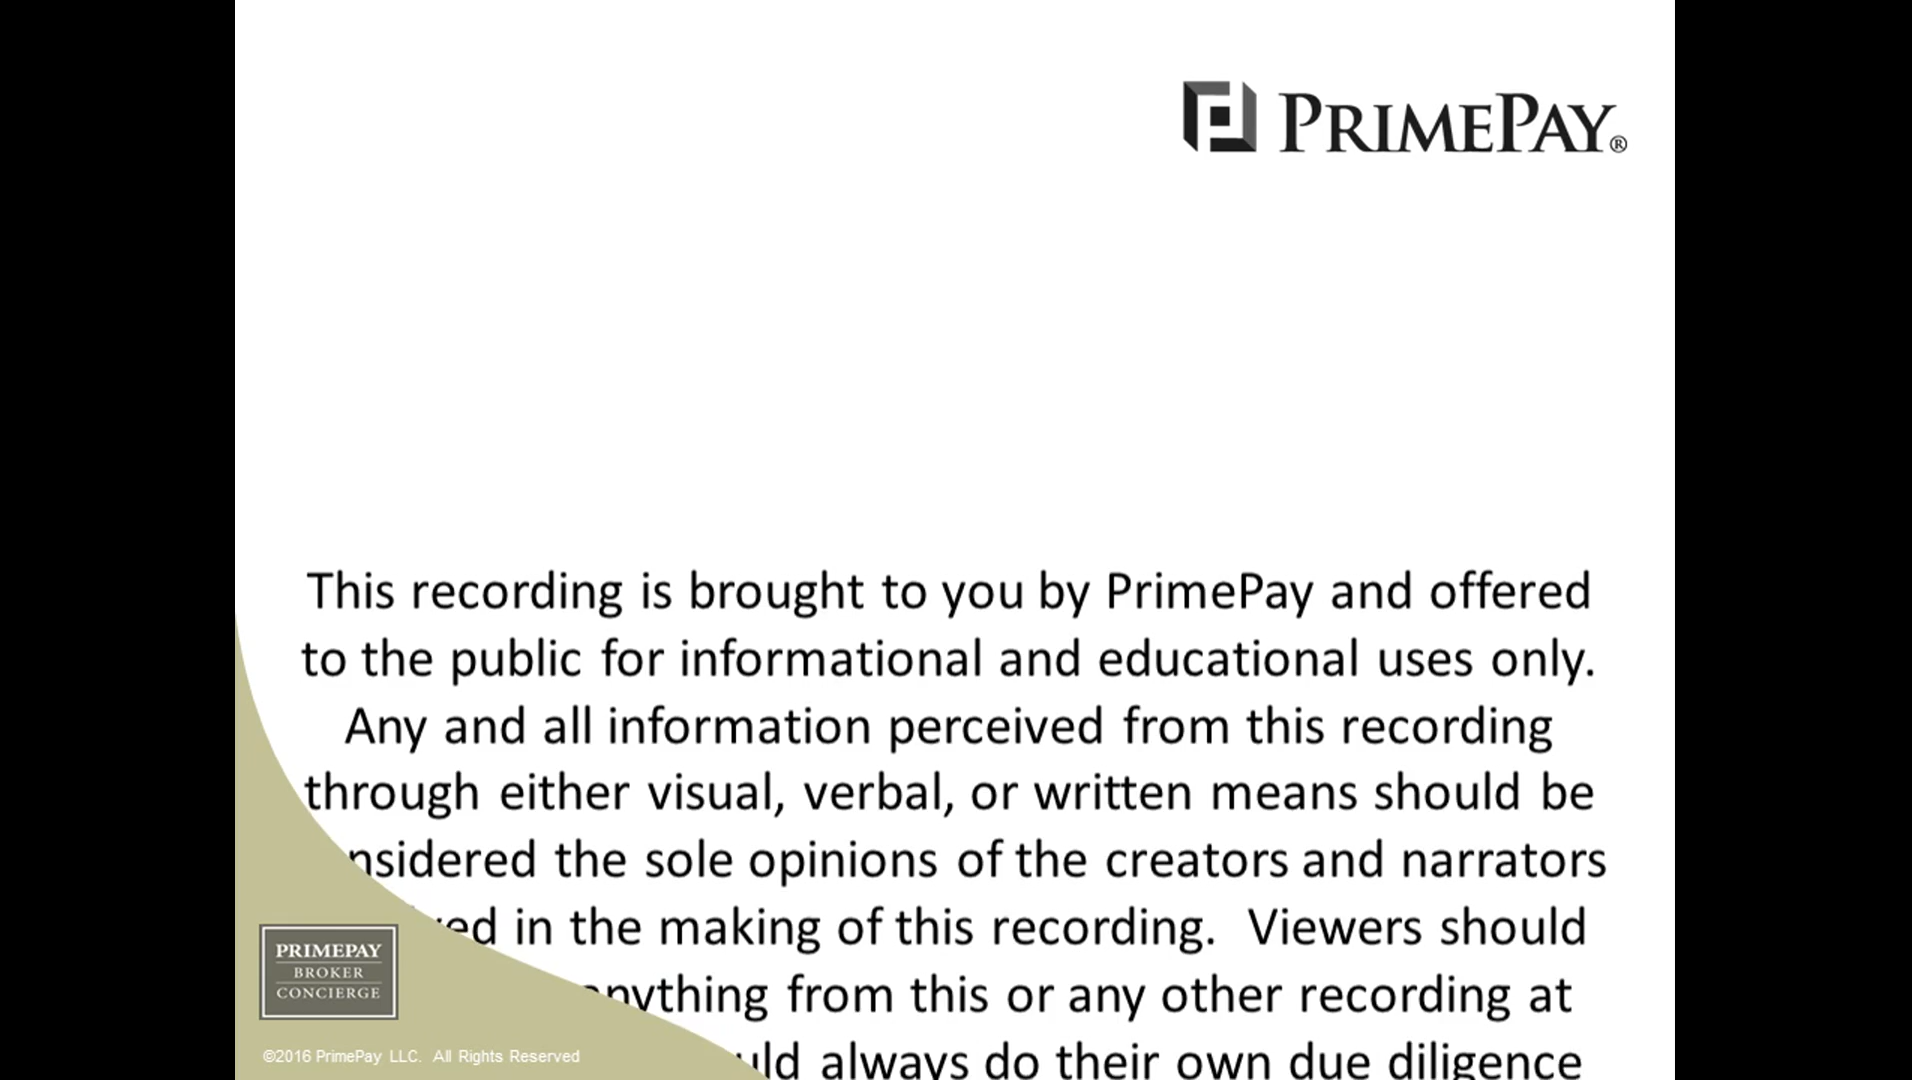 PRIMEPAY®
This recording is brought to you by PrimePay and offered
to the public for informational and educational uses only.
Any and all information perceived from this recording
through either visual, verbal, or written means should be
the sole opinions of the creators and narrators
in the making of this recording. Viewers should
from this or any other recording at
always do their own due diligence
PRIMEPAY
BROKER
CONCIERGE
©2016 PrimePay LLC. All Rights Reserved